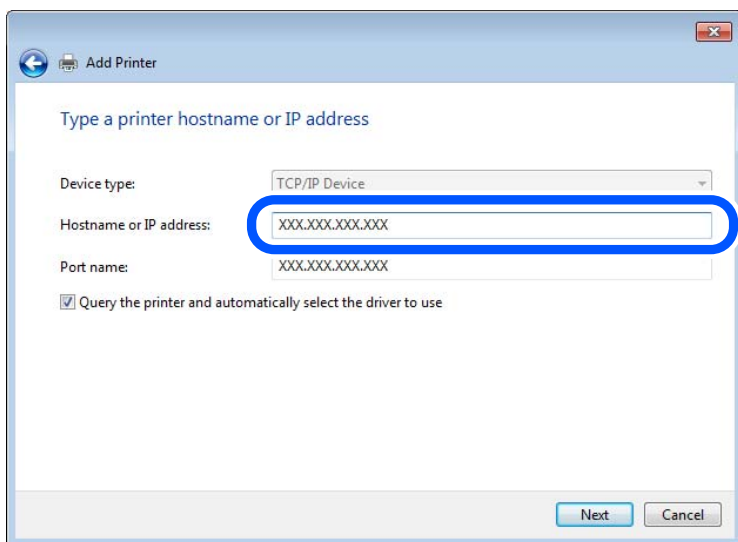 Add Printer
Type a printer hostname or IP address
Device type: TCP/IP Device
Hostname or IP address: XXX.XXX.XXX.XXX
Port name: XXX.XXX.XXX.XXX
Query the printer and automatically select the driver to use
Next Cancel